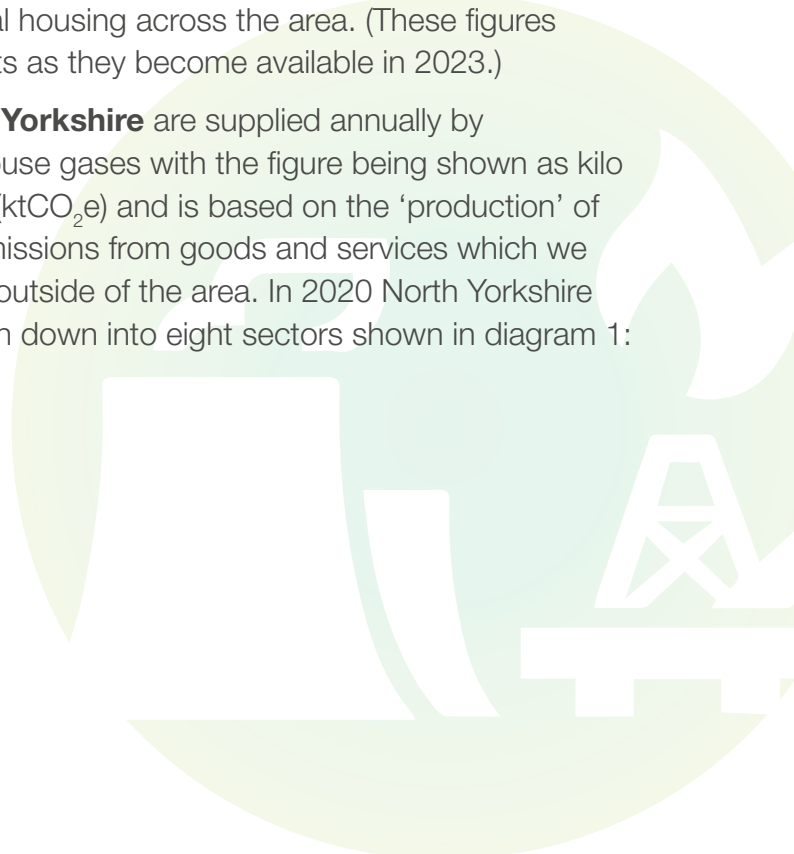 al housing across the area. (These figures
ts as they become available in 2023.)
Yorkshire are supplied annually by
ouse gases with the figure being shown as kilo
(ktCO₂e) and is based on the ‘production’ of
missions from goods and services which we
outside of the area. In 2020 North Yorkshire
n down into eight sectors shown in diagram 1: